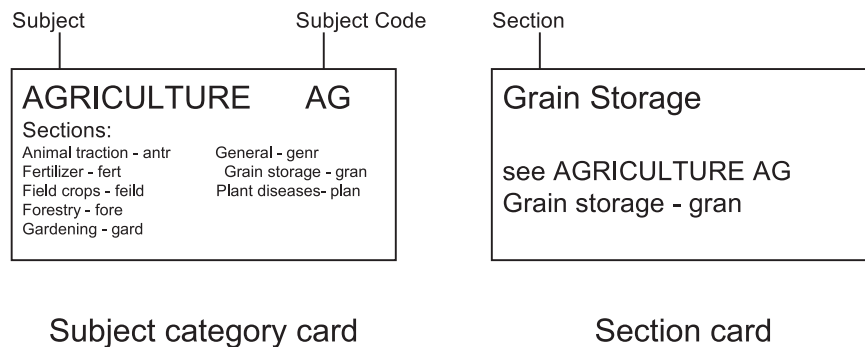 Subject Subject Code Section
AGRICULTURE AG
Sections:
Animal traction - antr General - genr
Fertilizer - fert Grain storage - gran
Field crops - feild Plant diseases- plan
Forestry - fore
Gardening - gard
Grain Storage
see AGRICULTURE AG
Grain storage - gran
Subject category card Section card